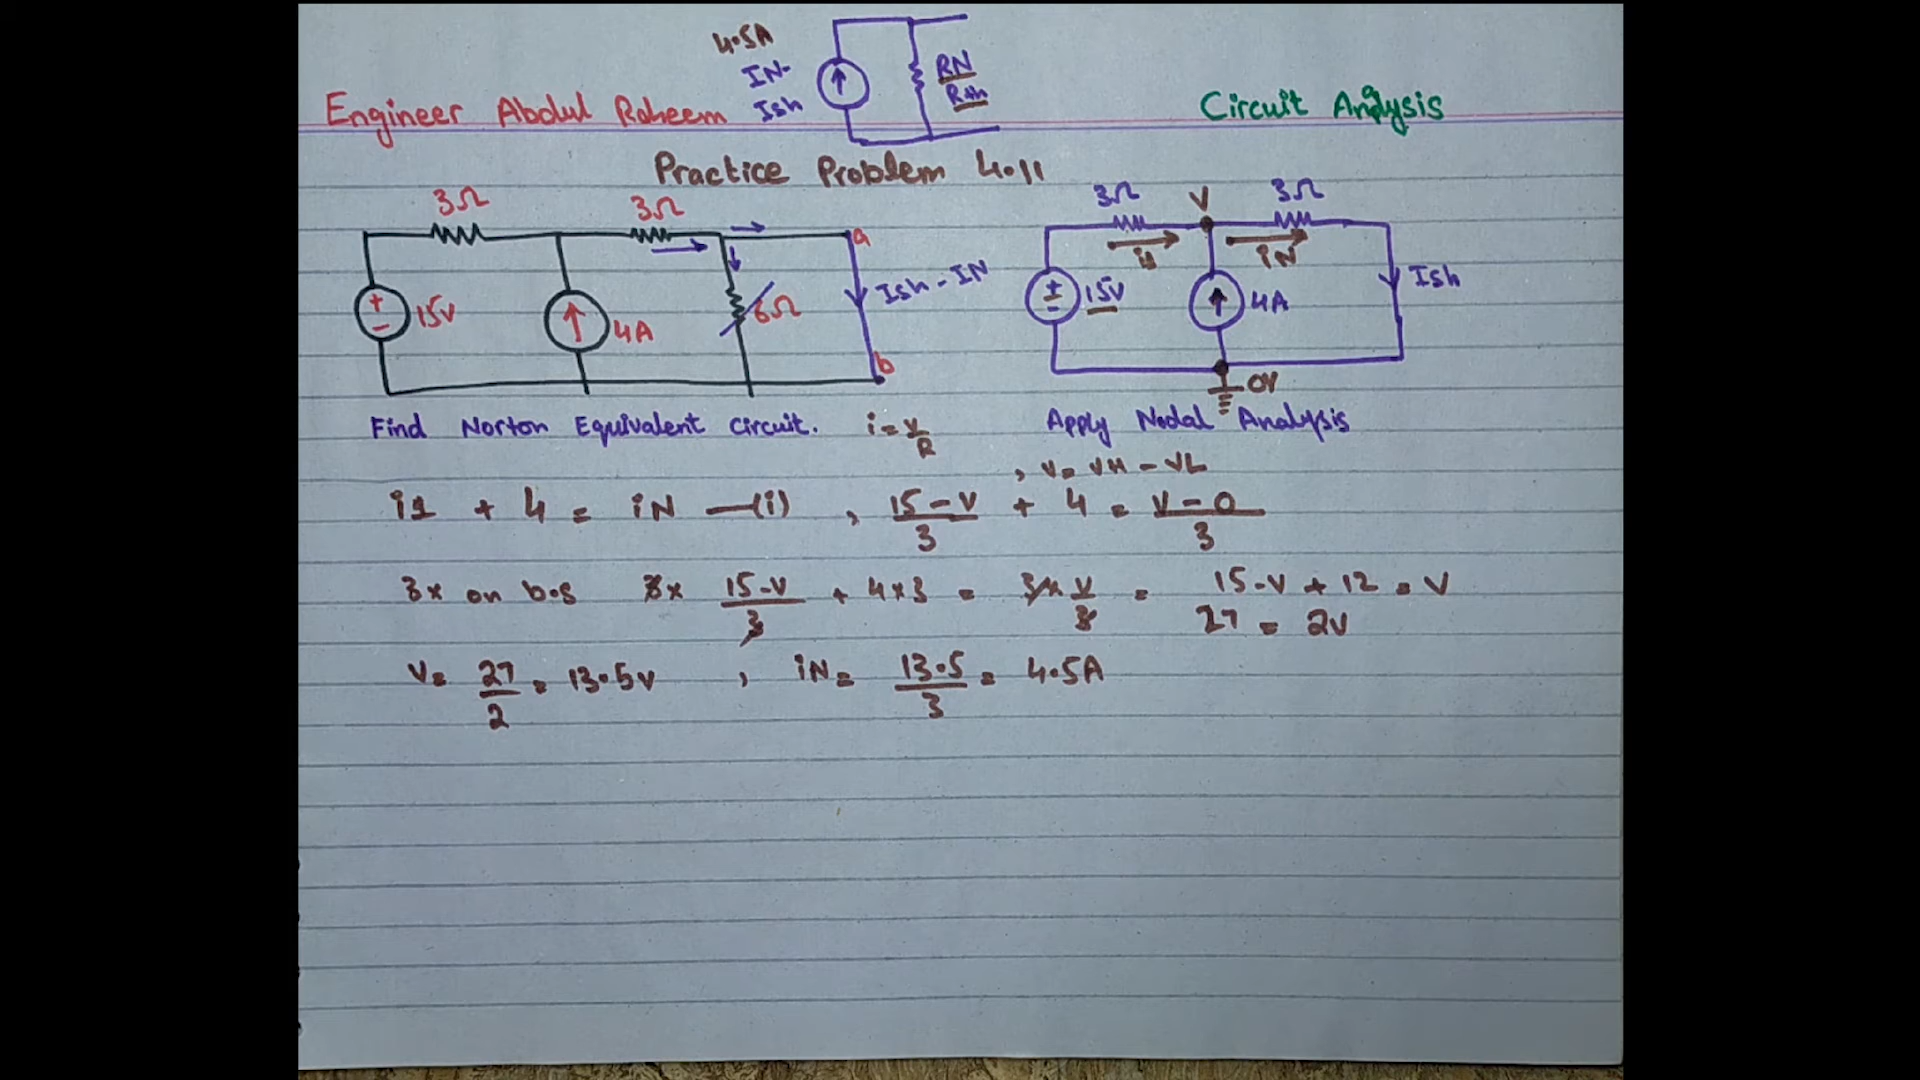 4.5A
IN-
Ish
RN
Rth
Engineer Abdul Raheem
Circuit Analysis
Practice Problem 4.11
3Ω
3Ω
15V
4A
6Ω
a
b
Ish - IN
3Ω
V
3Ω
i1
iN
15V
4A
Ish
0V
Find Norton Equivalent Circuit. i = V/R
Apply Nodal Analysis
, V = VH - VL
i1 + 4 = iN —(i) , 15-V/3 + 4 = V-0/3
3x on b.s 3x 15-V/3 + 4x3 = 3x V/3 = 15-V + 12 = V
27 = 2V
V = 27/2 = 13.5V , iN = 13.5/3 = 4.5A